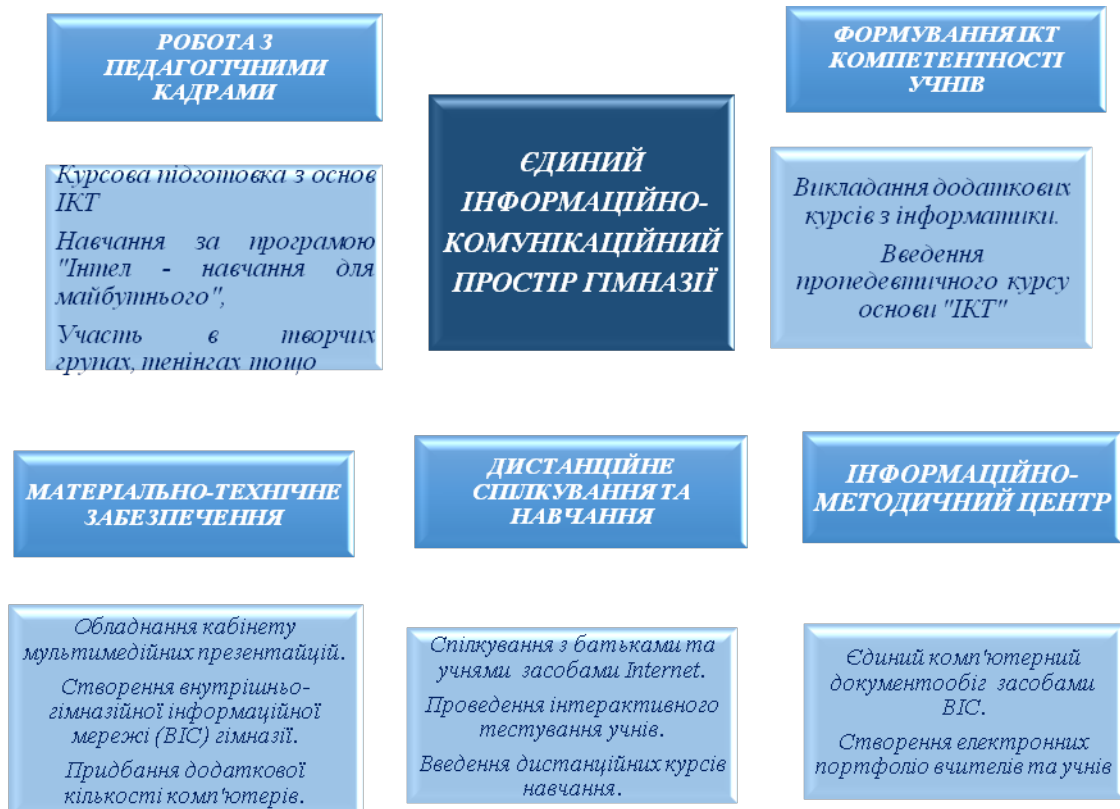 РОБОТА З
ПЕДАГОГІЧНИМИ
КАДРАМИ
Курсова підготовка з основ
ІКТ
Навчання за програмою
"Інтел - навчання для
майбутнього",
Участь в творчих
групах, тенінгах тощо
ЄДИНИЙ
ІНФОРМАЦІЙНО-
КОМУНІКАЦІЙНИЙ
ПРОСТІР ГІМНАЗІЇ
ФОРМУВАННЯ ІКТ
КОМПЕТЕНТНОСТІ
УЧНІВ
Викладання додаткових
курсів з інформатики.
Введення
пропедевтичного курсу
основи "ІКТ"
МАТЕРІАЛЬНО-ТЕХНІЧНЕ
ЗАБЕЗПЕЧЕННЯ
Обладнання кабінету
мультимедійних презентайцій.
Створення внутрішньо-
гімназійної інформаційної
мережі (ВІС) гімназії.
Придбання додаткової
кількості комп'ютерів.
ДИСТАНЦІЙНЕ
СПІЛКУВАННЯ ТА
НАВЧАННЯ
Спілкування з батьками та
учнями засобами Internet.
Проведення інтерактивного
тестування учнів.
Введення дистанційних курсів
навчання.
ІНФОРМАЦІЙНО-
МЕТОДИЧНИЙ ЦЕНТР
Єдиний комп'ютерний
документообіг засобами
ВІС.
Створення електронних
портфоліо вчителів та учнів